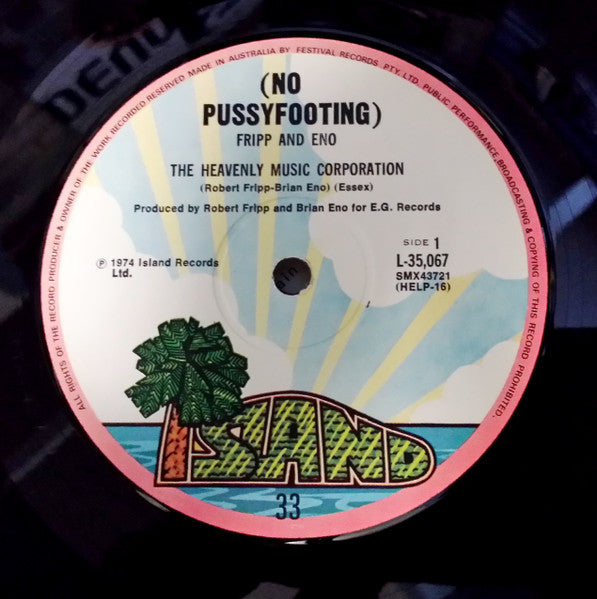 ALL RIGHTS OF THE RECORD PRODUCER & OWNER OF THE WORK RECORDED RESERVED MADE IN AUSTRALIA BY FESTIVAL RECORDS PTY. LTD. PUBLIC PERFORMANCE, BROADCASTING & COPYING OF THIS RECORD PROHIBITED.
(NO
PUSSYFOOTING)
FRIPP AND ENO
THE HEAVENLY MUSIC CORPORATION
(Robert Fripp-Brian Eno) (Essex)
Produced by Robert Fripp and Brian Eno for E.G. Records
SIDE 1
℗ 1974 Island Records
Ltd.
L-35,067
SMX43721
(HELP-16)
ISLAND
33